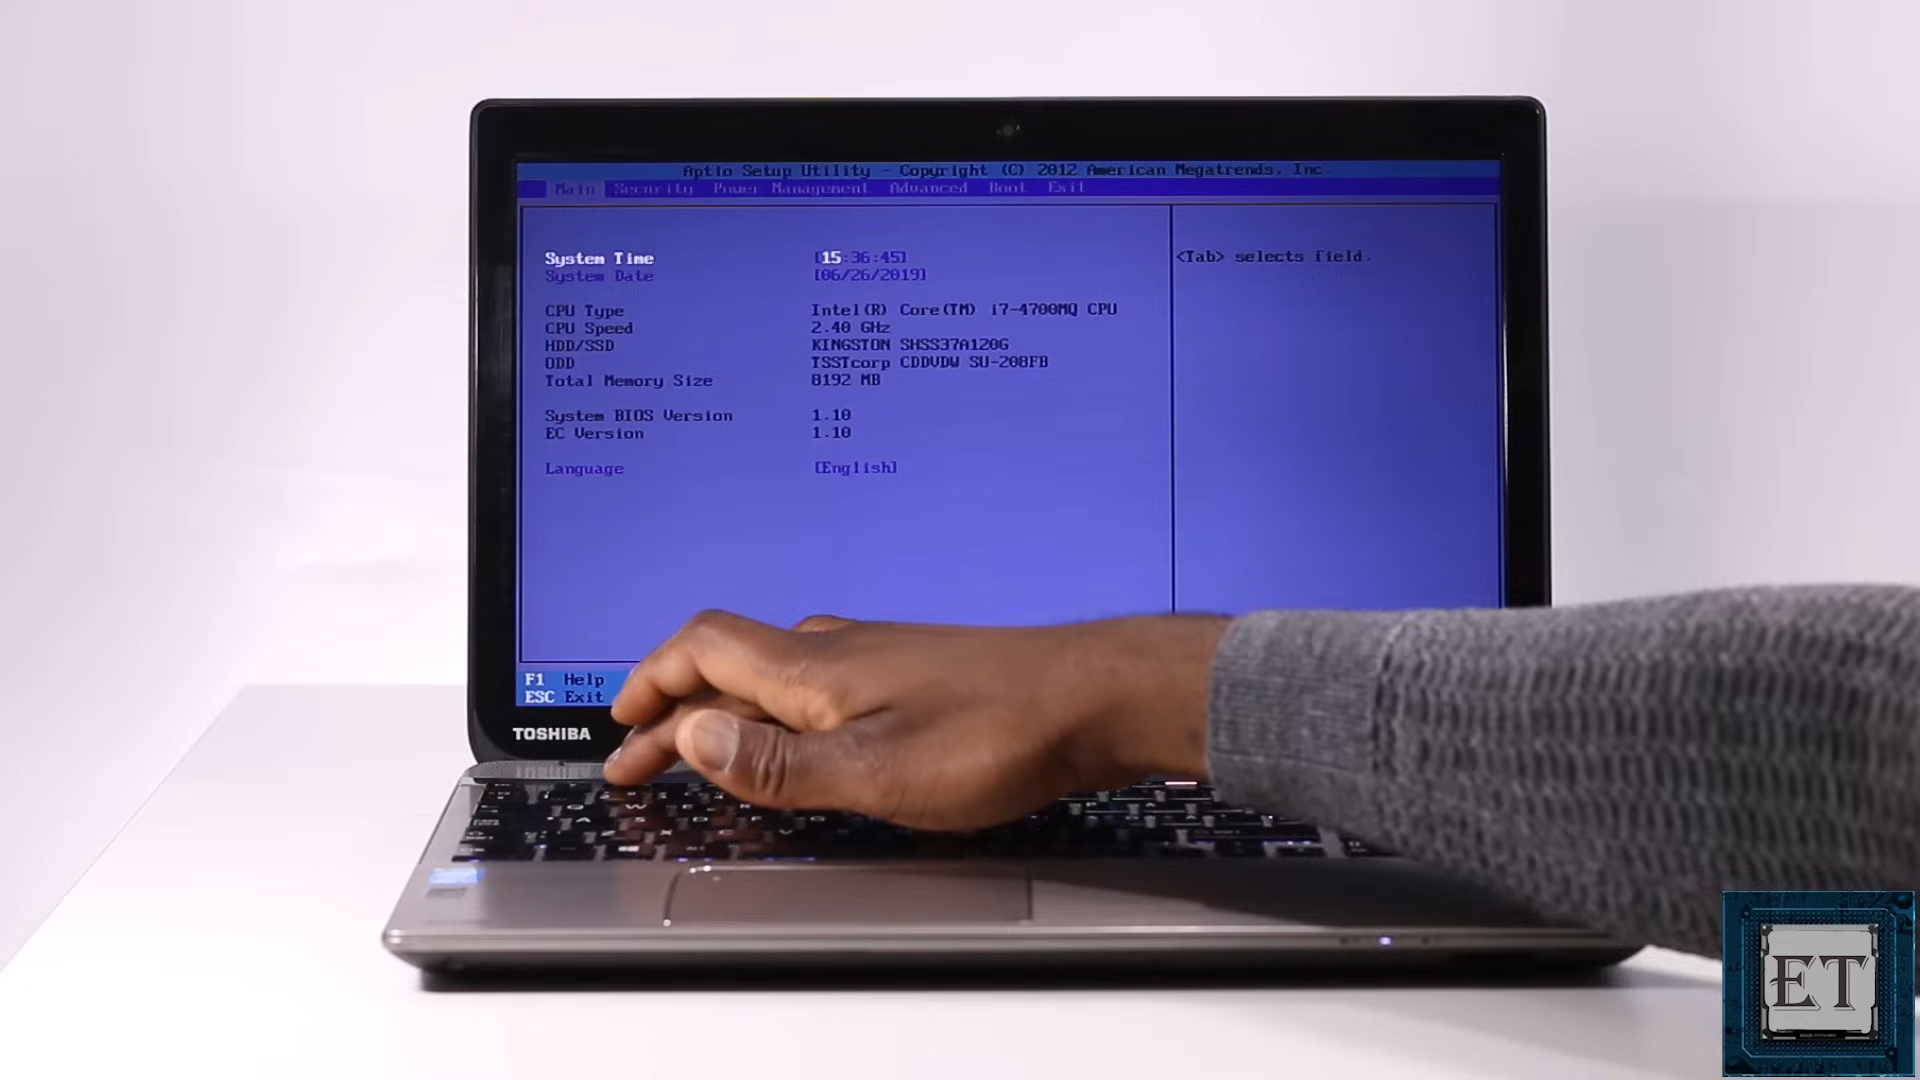 Aptio Setup Utility - Copyright (C) 2012 American Megatrends, Inc.
Main Security Power Management Advanced Boot Exit
System Time [15:36:45]
<Tab> selects field.
System Date [06/26/2019]
CPU Type Intel(R) Core(TM) i7-4700MQ CPU
CPU Speed 2.40 GHz
HDD/SSD KINGSTON SHSS37A120G
ODD TSSTcorp CDDVDW SU-208FB
Total Memory Size 8192 MB
System BIOS Version 1.10
EC Version 1.10
Language [English]
F1 Help
ESC Exit
TOSHIBA
ET